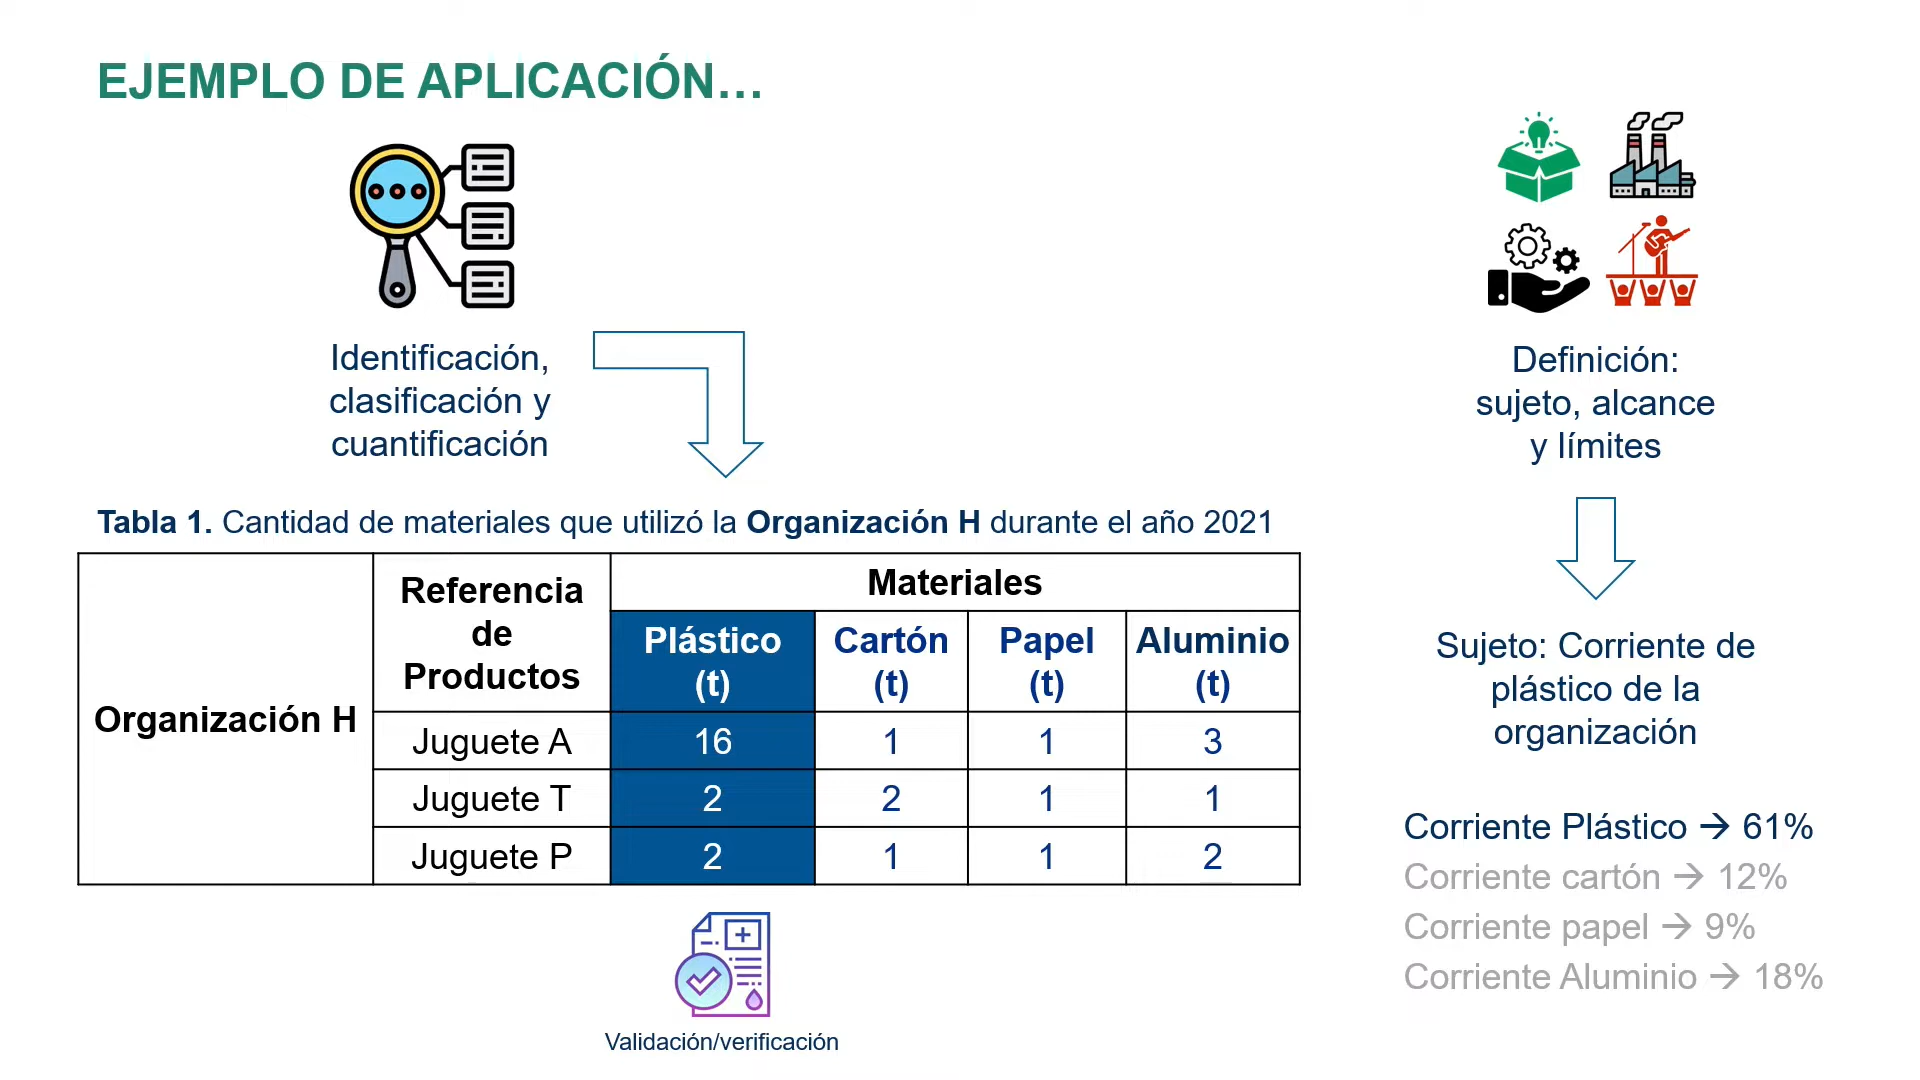 EJEMPLO DE APLICACIÓN...
Identificación,
clasificación y
cuantificación
Definición:
sujeto, alcance
y límites
Tabla 1. Cantidad de materiales que utilizó la Organización H durante el año 2021
Organización H
Referencia
de
Productos
Materiales
Plástico
(t)
Cartón
(t)
Papel
(t)
Aluminio
(t)
Juguete A 16 1 1 3
Juguete T 2 2 1 1
Juguete P 2 1 1 2
Validación/verificación
Sujeto: Corriente de
plástico de la
organización
Corriente Plástico → 61%
Corriente cartón → 12%
Corriente papel → 9%
Corriente Aluminio → 18%